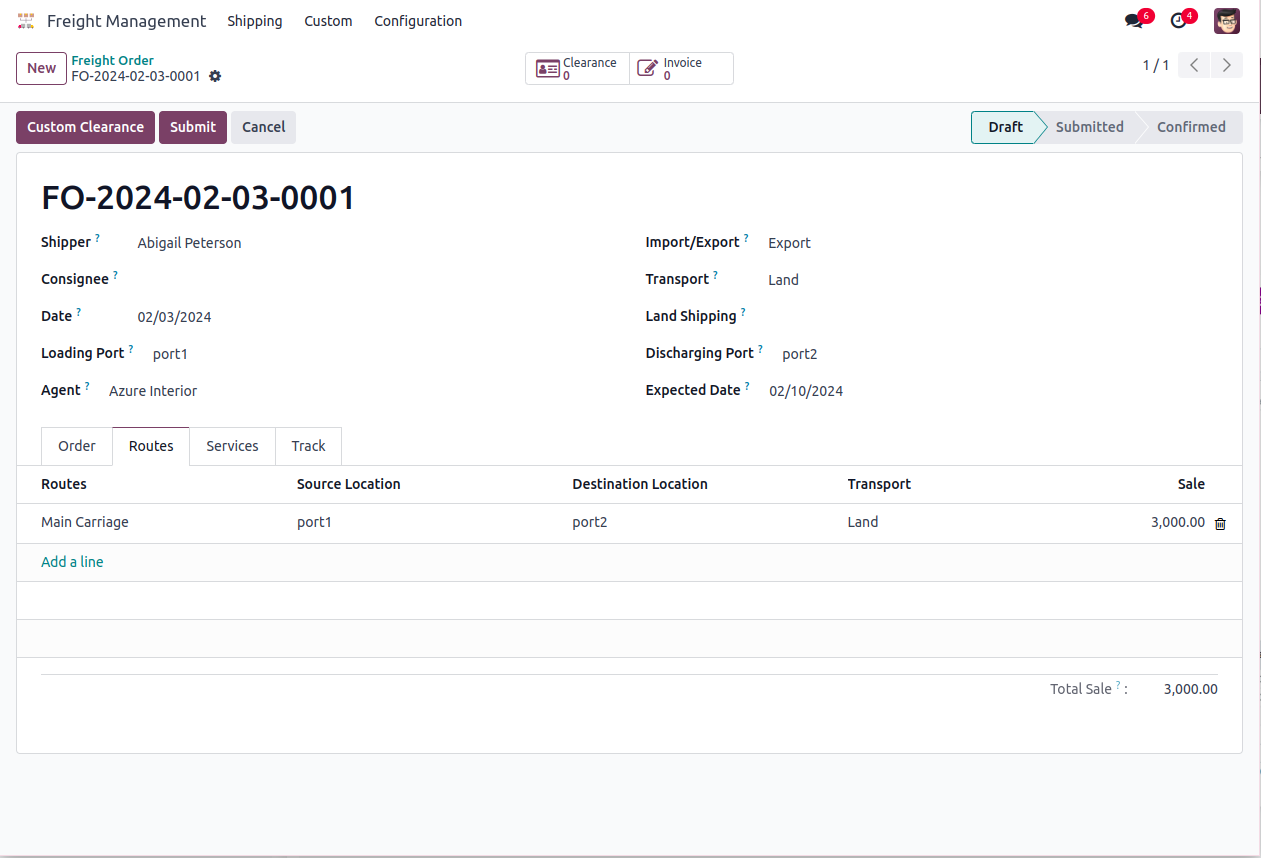 Freight Management Shipping Custom Configuration 6 4
New Freight Order Clearance Invoice 1 / 1
FO-2024-02-03-0001 0 0
Custom Clearance Submit Cancel Draft Submitted Confirmed
FO-2024-02-03-0001
Shipper ? Abigail Peterson Import/Export ? Export
Consignee ? Transport ? Land
Date ? 02/03/2024 Land Shipping ?
Loading Port ? port1 Discharging Port ? port2
Agent ? Azure Interior Expected Date ? 02/10/2024
Order Routes Services Track
Routes Source Location Destination Location Transport Sale
Main Carriage port1 port2 Land 3,000.00
Add a line
Total Sale ? : 3,000.00